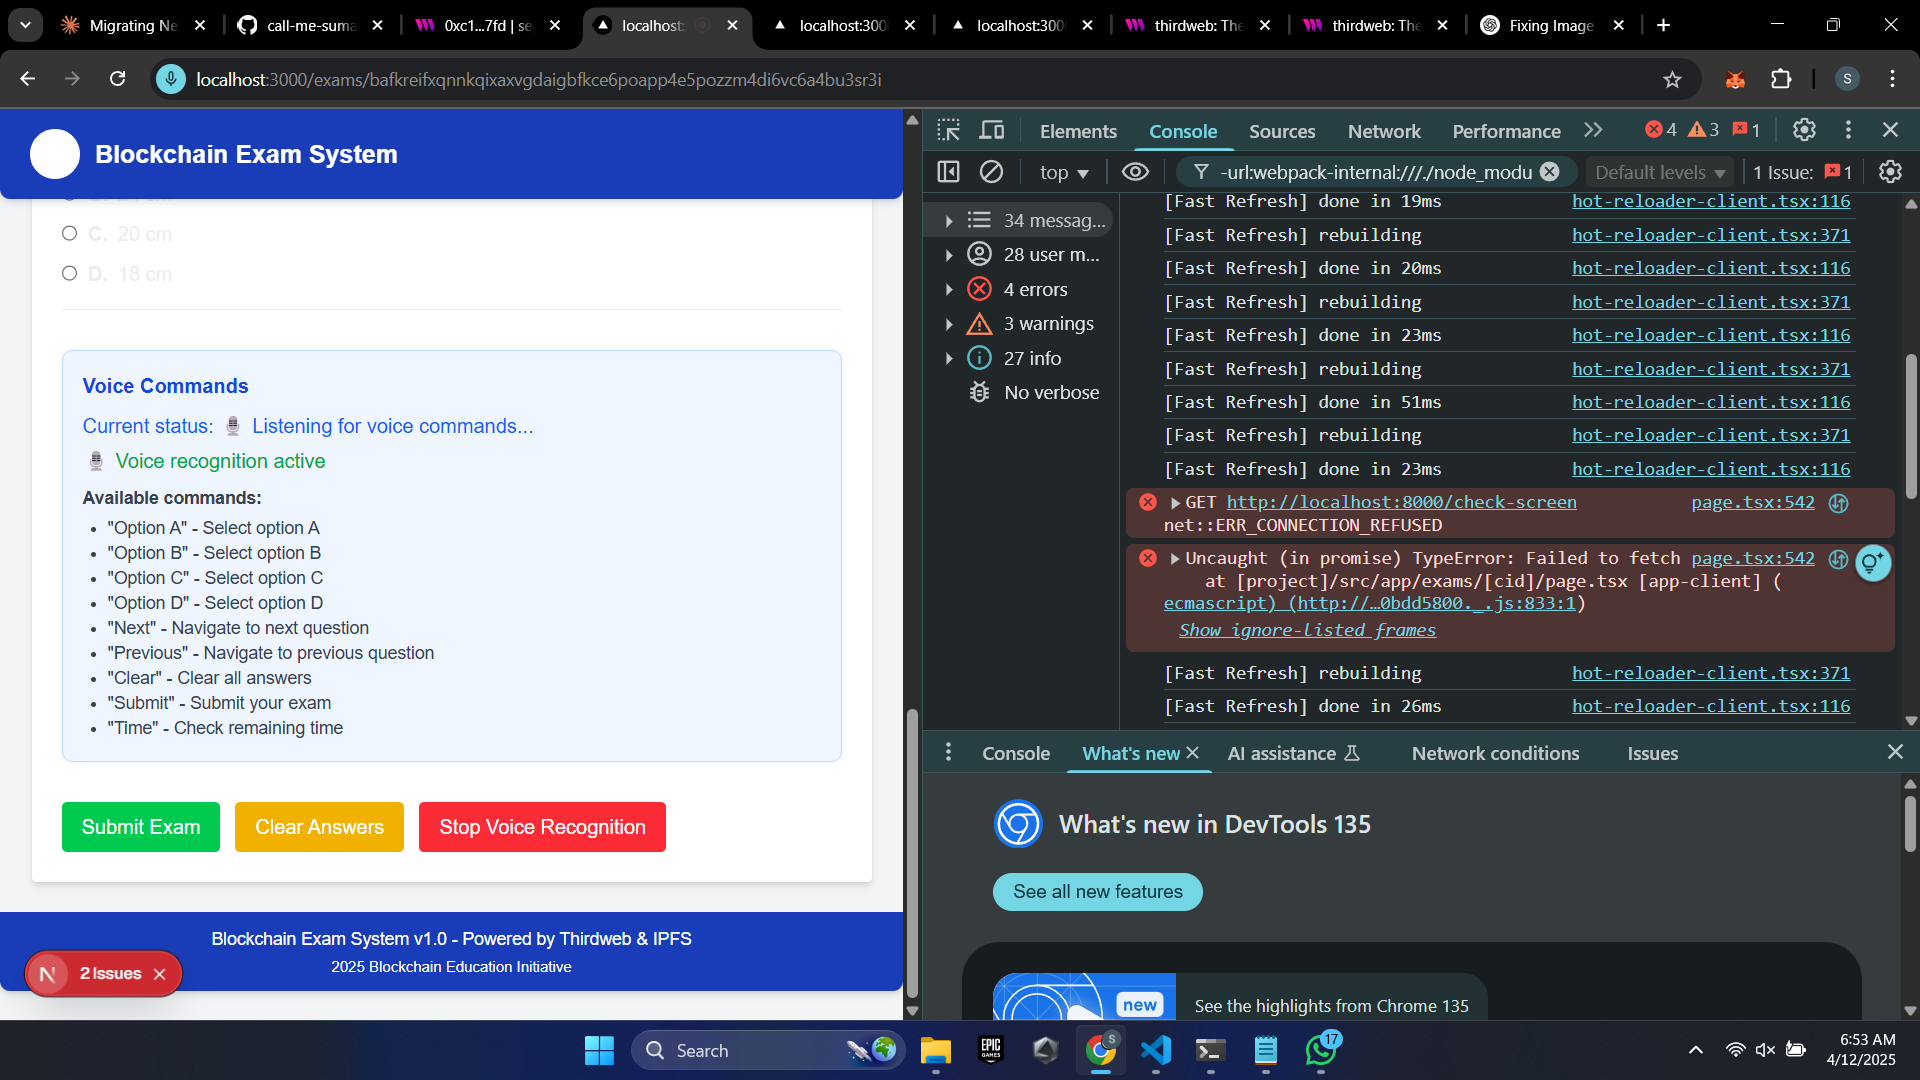 Migrating Ne
call-me-suma
0xc1...7fd | se
localhost:
localhost:300
localhost:300
thirdweb: The
thirdweb: The
Fixing Image
localhost:3000/exams/bafkreifxqnnkqixaxvgdaigbfkce6poapp4e5pozzm4di6vc6a4bu3sr3i
S
Blockchain Exam System
C. 20 cm
D. 18 cm
Voice Commands
Current status: Listening for voice commands...
Voice recognition active
Available commands:
"Option A" - Select option A
"Option B" - Select option B
"Option C" - Select option C
"Option D" - Select option D
"Next" - Navigate to next question
"Previous" - Navigate to previous question
"Clear" - Clear all answers
"Submit" - Submit your exam
"Time" - Check remaining time
Submit Exam
Clear Answers
Stop Voice Recognition
Blockchain Exam System v1.0 - Powered by Thirdweb & IPFS
2025 Blockchain Education Initiative
N 2 Issues
Elements Console Sources Network Performance
4 3 1
top
-url:webpack-internal:///./node_modu
Default levels
1 Issue: 1
34 messag...
28 user m...
4 errors
3 warnings
27 info
No verbose
[Fast Refresh] done in 19ms hot-reloader-client.tsx:116
[Fast Refresh] rebuilding hot-reloader-client.tsx:371
[Fast Refresh] done in 20ms hot-reloader-client.tsx:116
[Fast Refresh] rebuilding hot-reloader-client.tsx:371
[Fast Refresh] done in 23ms hot-reloader-client.tsx:116
[Fast Refresh] rebuilding hot-reloader-client.tsx:371
[Fast Refresh] done in 51ms hot-reloader-client.tsx:116
[Fast Refresh] rebuilding hot-reloader-client.tsx:371
[Fast Refresh] done in 23ms hot-reloader-client.tsx:116
GET http://localhost:8000/check-screen page.tsx:542
net::ERR_CONNECTION_REFUSED
Uncaught (in promise) TypeError: Failed to fetch page.tsx:542
at [project]/src/app/exams/[cid]/page.tsx [app-client] (
ecmascript) (http://…0bdd5800._.js:833:1)
Show ignore-listed frames
[Fast Refresh] rebuilding hot-reloader-client.tsx:371
[Fast Refresh] done in 26ms hot-reloader-client.tsx:116
Console What's new AI assistance Network conditions Issues
What's new in DevTools 135
See all new features
new
See the highlights from Chrome 135
Search
EPIC GAMES
S
17
6:53 AM
4/12/2025